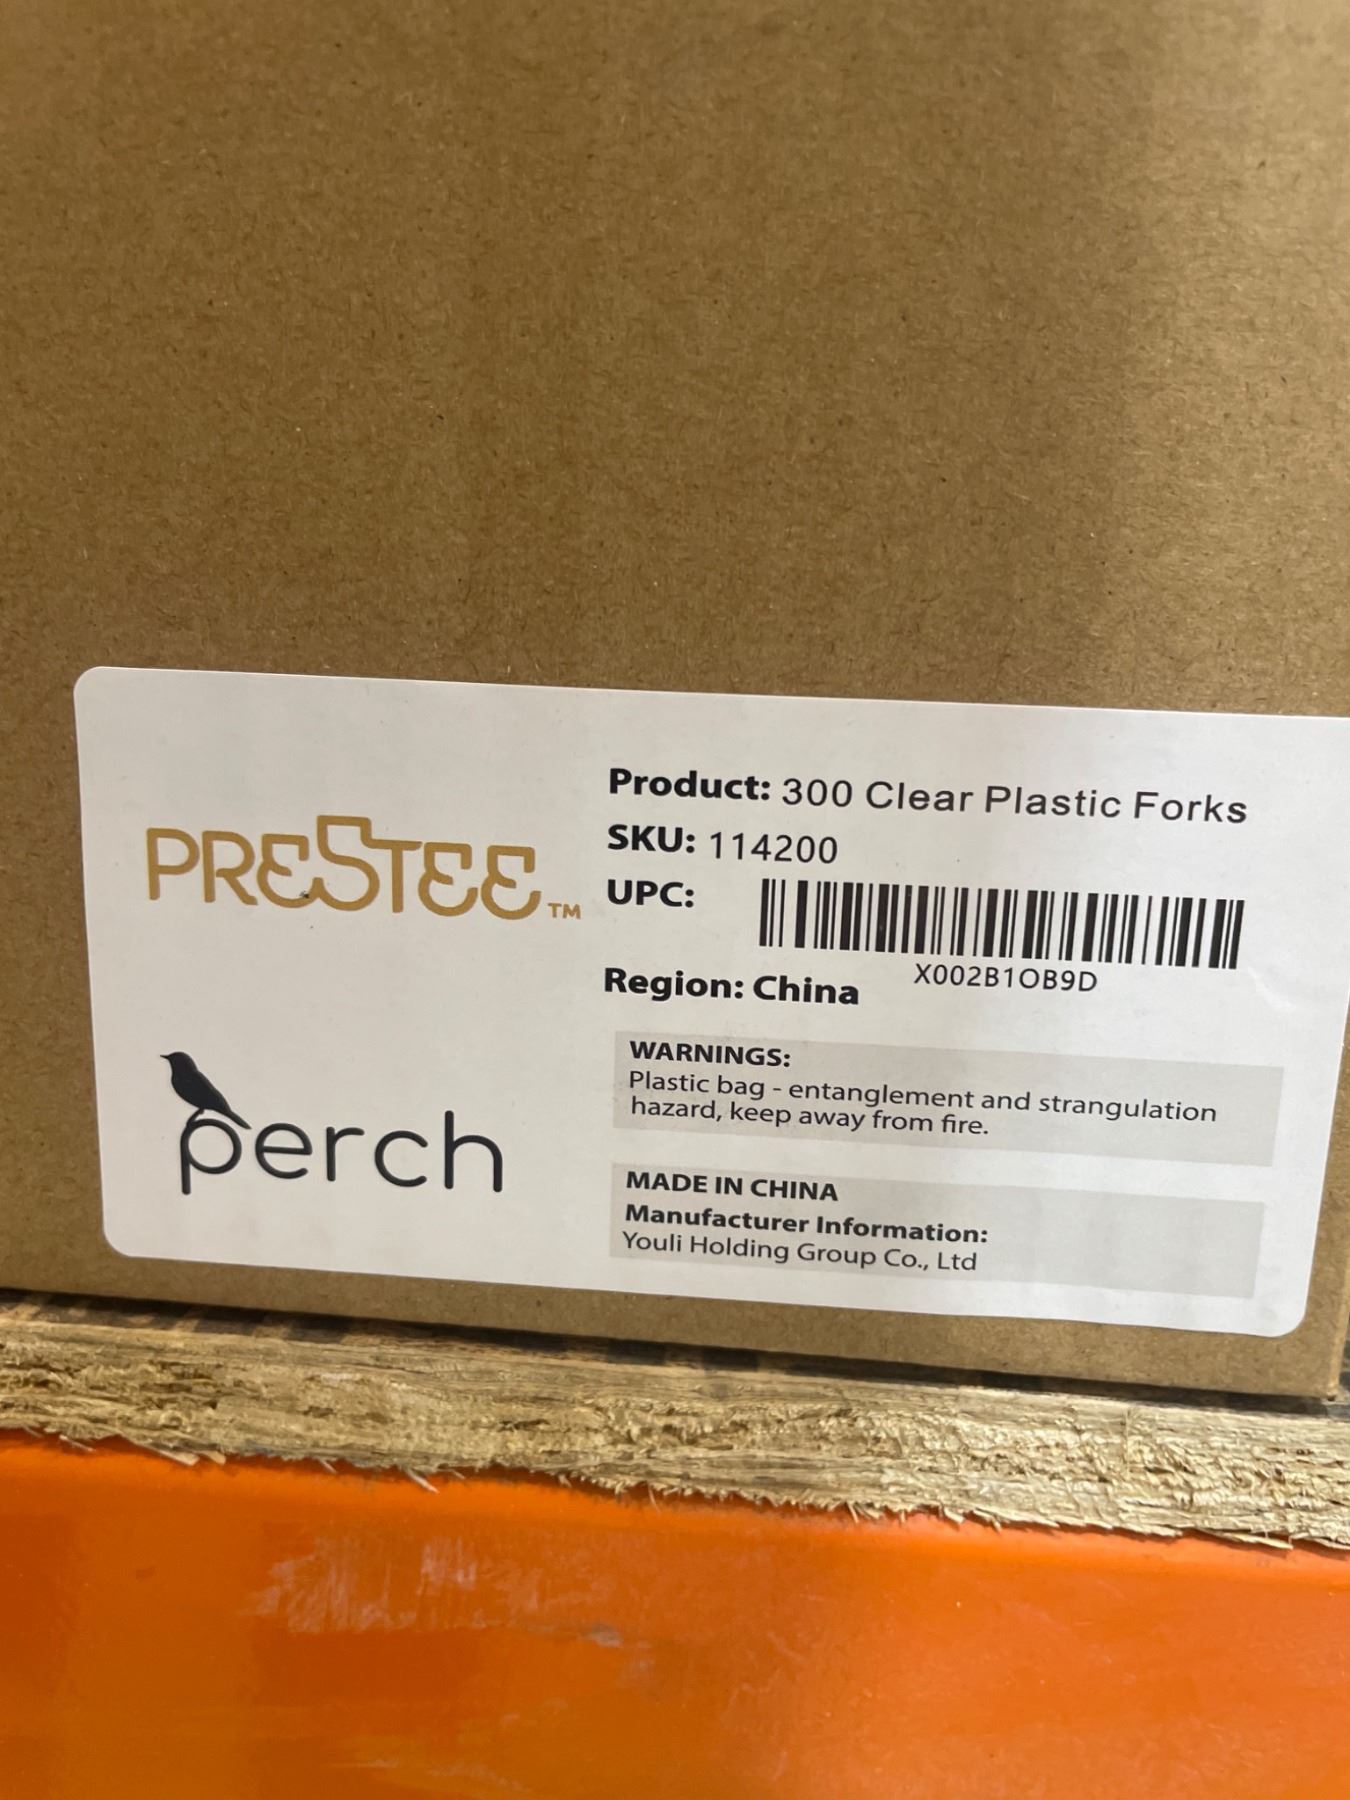 PRESTEE™
perch
Product: 300 Clear Plastic Forks
SKU: 114200
UPC:
X002B1OB9D
Region: China
WARNINGS:
Plastic bag - entanglement and strangulation
hazard, keep away from fire.
MADE IN CHINA
Manufacturer Information:
Youli Holding Group Co., Ltd